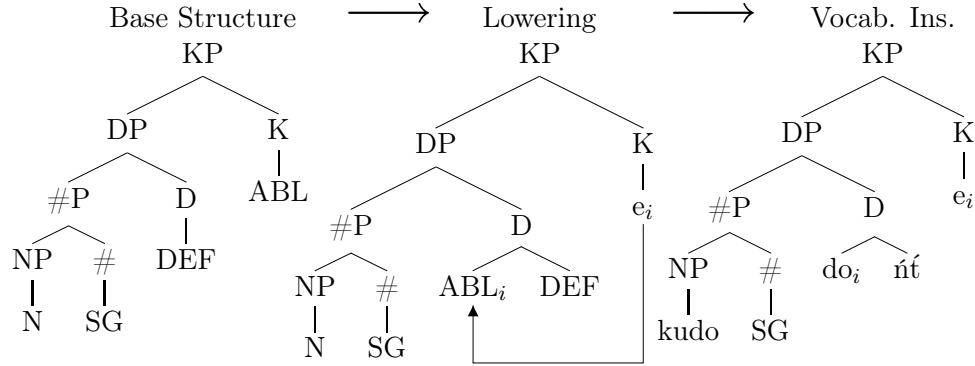 Base Structure ⟶ Lowering ⟶ Vocab. Ins.
KP
DP K
#P D ABL
NP # DEF
N SG
KP
DP K
#P D e_i
NP # ABL_i DEF
N SG
KP
DP K
#P D e_i
NP # do_i ńt́
kudo SG